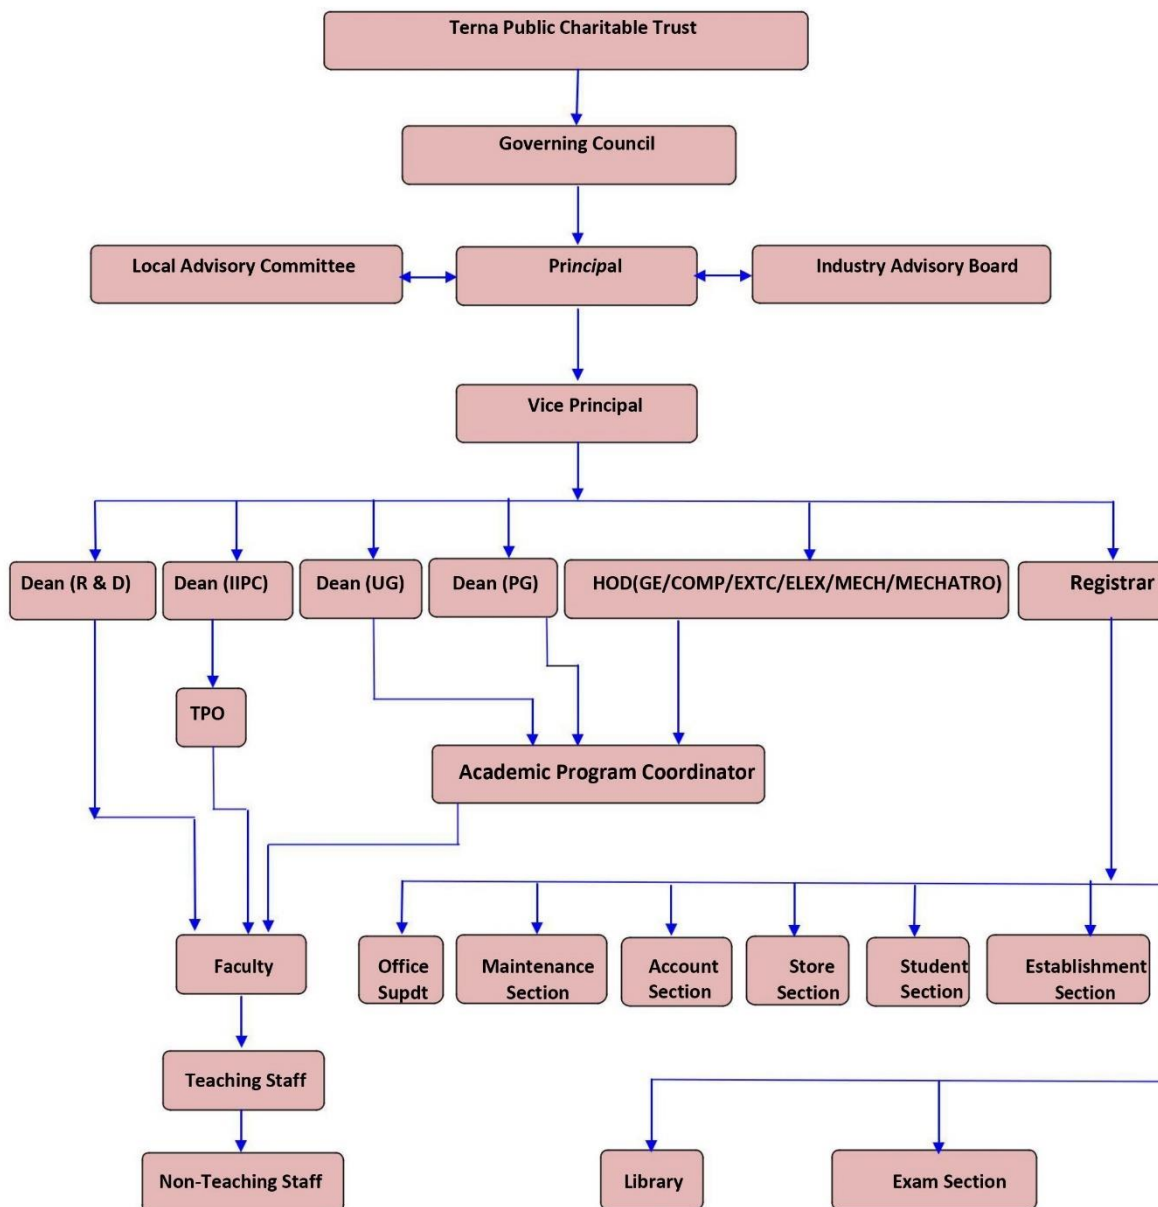 Terna Public Charitable Trust
Governing Council
Local Advisory Committee
Principal
Industry Advisory Board
Vice Principal
Dean (R & D)
Dean (IIPC)
Dean (UG)
Dean (PG)
HOD(GE/COMP/EXTC/ELEX/MECH/MECHATRO)
Registrar
TPO
Academic Program Coordinator
Faculty
Office
Supdt
Maintenance
Section
Account
Section
Store
Section
Student
Section
Establishment
Section
Teaching Staff
Non-Teaching Staff
Library
Exam Section